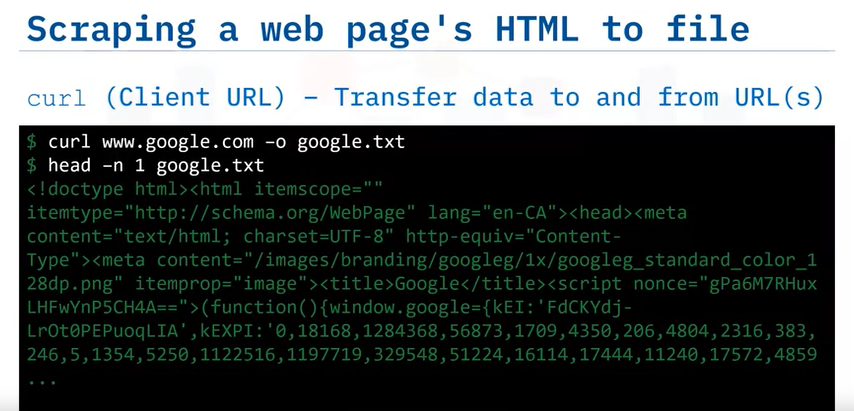 Scraping a web page's HTML to file
curl (Client URL) – Transfer data to and from URL(s)
$ curl www.google.com –o google.txt
$ head –n 1 google.txt
<!doctype html><html itemscope=""
itemtype="http://schema.org/WebPage" lang="en-CA"><head><meta
content="text/html; charset=UTF-8" http-equiv="Content-
Type"><meta content="/images/branding/googleg/1x/googleg_standard_color_1
28dp.png" itemprop="image"><title>Google</title><script nonce="gPa6M7RHux
LHFwYnP5CH4A==">(function(){window.google={kEI:'FdCKYdj-
LrOt0PEPuoqLIA',kEXPI:'0,18168,1284368,56873,1709,4350,206,4804,2316,383,
246,5,1354,5250,1122516,1197719,329548,51224,16114,17444,11240,17572,4859
...